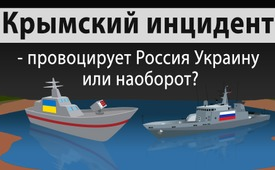 Крымский инцидент
- провоцирует Россия Украину
или наоборот?